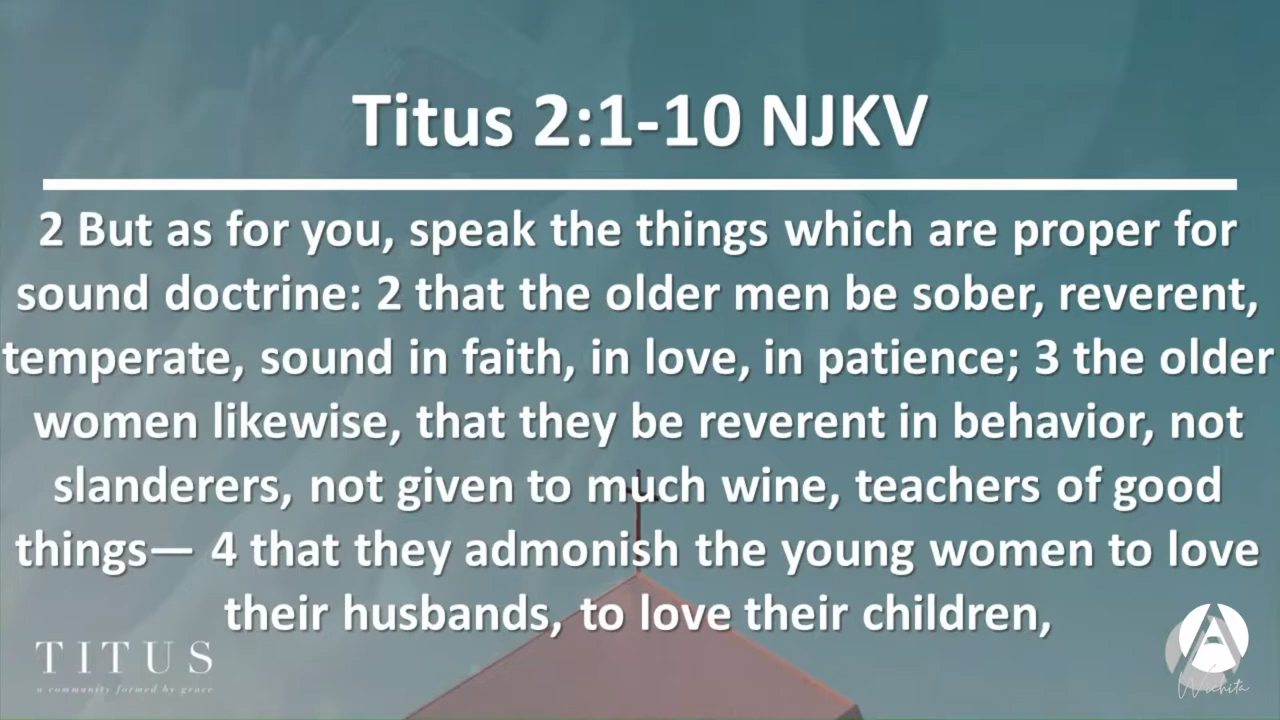 Titus 2:1-10 NJKV
2 But as for you, speak the things which are proper for
sound doctrine: 2 that the older men be sober, reverent,
temperate, sound in faith, in love, in patience; 3 the older
women likewise, that they be reverent in behavior, not
slanderers, not given to much wine, teachers of good
things— 4 that they admonish the young women to love
their husbands, to love their children,
TITUS
a community formed by grace
A
Wichita